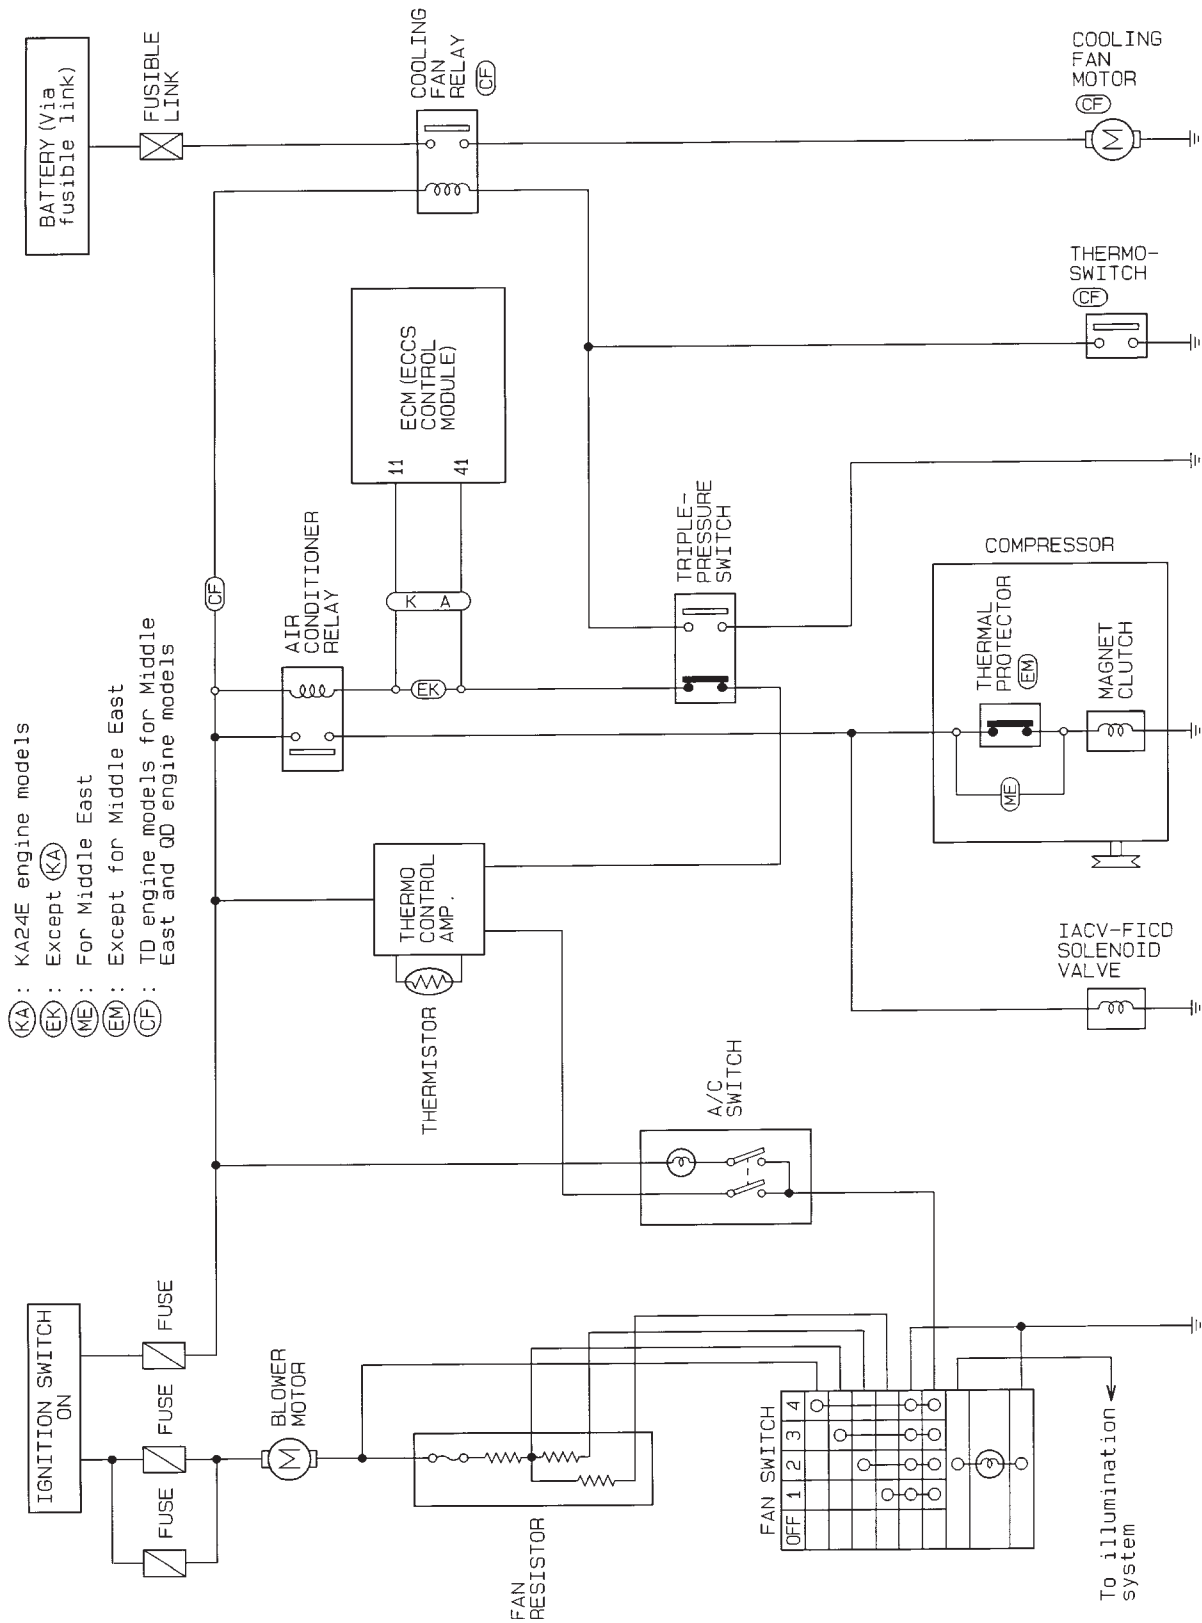 IGNITION SWITCH
ON
FUSE
FUSE
FUSE
BLOWER
MOTOR
FAN
RESISTOR
FAN SWITCH
OFF 1 2 3 4
To illumination
system
KA : KA24E engine models
EK : Except KA
ME : For Middle East
EM : Except for Middle East
CF : TD engine models for Middle
East and QD engine models
THERMISTOR
THERMO
CONTROL
AMP.
A/C
SWITCH
IACV-FICD
SOLENOID
VALVE
AIR
CONDITIONER
RELAY
CF
EK
K A
ECM (ECCS
CONTROL
MODULE)
11
41
TRIPLE-
PRESSURE
SWITCH
COMPRESSOR
THERMAL
PROTECTOR
EM
ME
MAGNET
CLUTCH
BATTERY (Via
fusible link)
FUSIBLE
LINK
COOLING
FAN
RELAY
CF
THERMO-
SWITCH
CF
COOLING
FAN
MOTOR
CF
M
M